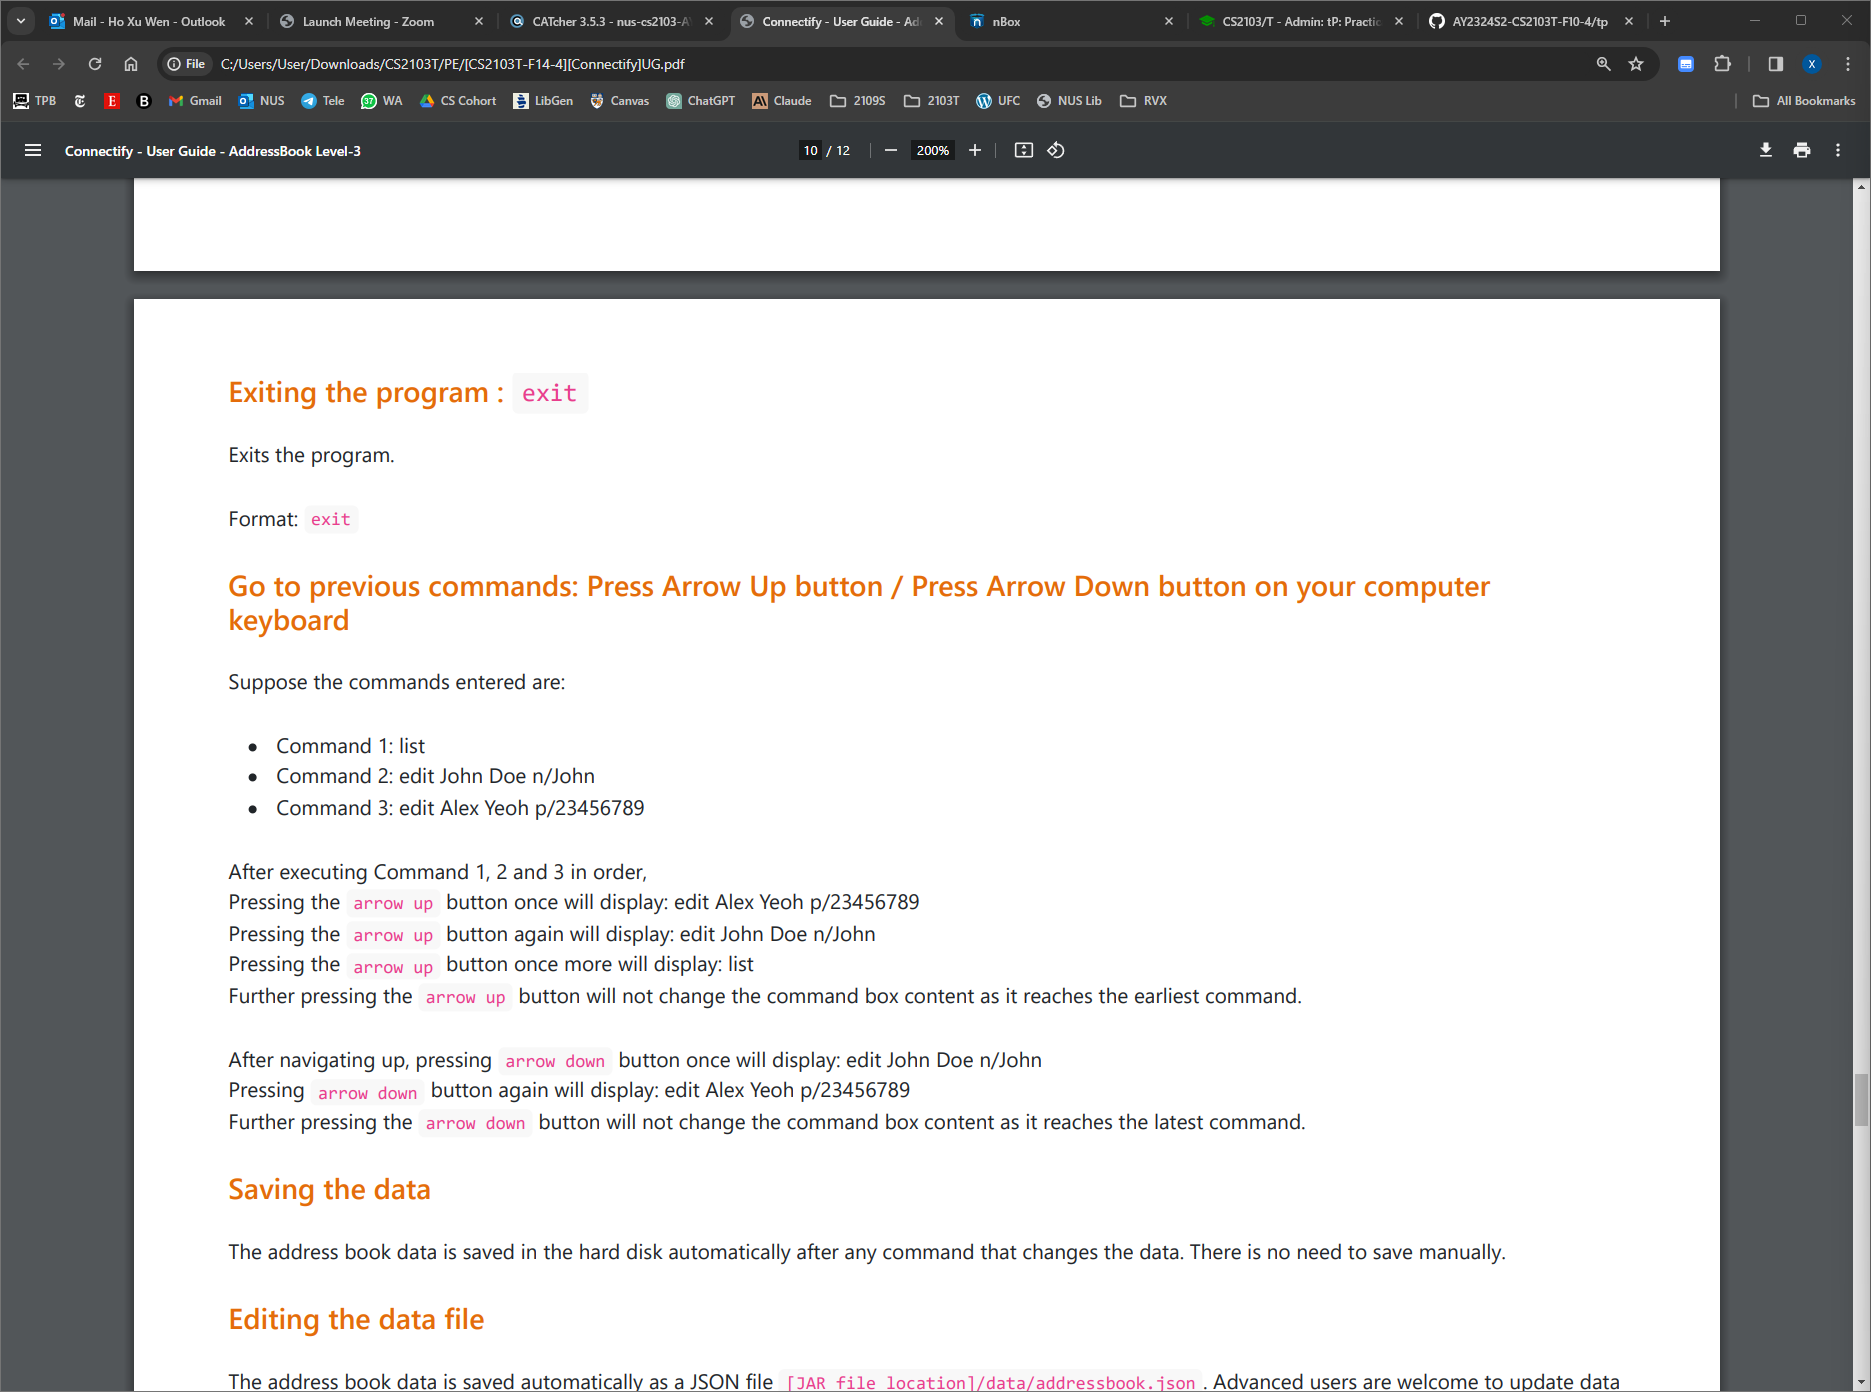 Mail - Ho Xu Wen - Outlook
Launch Meeting - Zoom
CATcher 3.5.3 - nus-cs2103-AY
Connectify - User Guide - Ad
nBox
CS2103/T - Admin: tP: Practic
AY2324S2-CS2103T-F10-4/tp
File C:/Users/User/Downloads/CS2103T/PE/[CS2103T-F14-4][Connectify]UG.pdf
X
TPB E B Gmail NUS Tele WA CS Cohort LibGen Canvas ChatGPT Claude 2109S 2103T UFC NUS Lib RVX All Bookmarks
Connectify - User Guide - AddressBook Level-3
10 / 12
200%
Exiting the program : exit
Exits the program.
Format: exit
Go to previous commands: Press Arrow Up button / Press Arrow Down button on your computer
keyboard
Suppose the commands entered are:
• Command 1: list
• Command 2: edit John Doe n/John
• Command 3: edit Alex Yeoh p/23456789
After executing Command 1, 2 and 3 in order,
Pressing the arrow up button once will display: edit Alex Yeoh p/23456789
Pressing the arrow up button again will display: edit John Doe n/John
Pressing the arrow up button once more will display: list
Further pressing the arrow up button will not change the command box content as it reaches the earliest command.
After navigating up, pressing arrow down button once will display: edit John Doe n/John
Pressing arrow down button again will display: edit Alex Yeoh p/23456789
Further pressing the arrow down button will not change the command box content as it reaches the latest command.
Saving the data
The address book data is saved in the hard disk automatically after any command that changes the data. There is no need to save manually.
Editing the data file
The address book data is saved automatically as a JSON file [JAR file location]/data/addressbook.json . Advanced users are welcome to update data